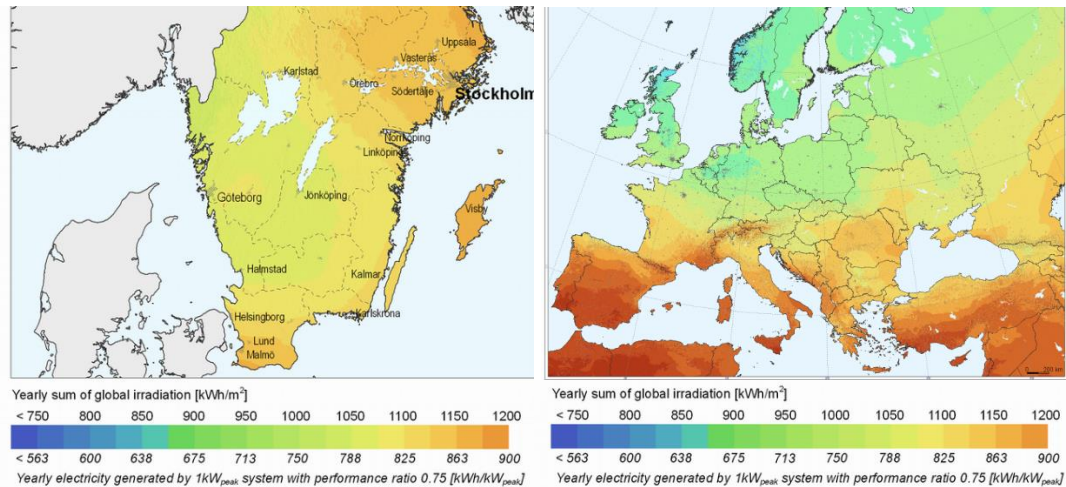 Uppsala
Västerås
Karlstad
Örebro
Södertälje
Stockholm
Norrköping
Linköping
Göteborg
Jönköping
Visby
Halmstad
Kalmar
Helsingborg
Karlskrona
Lund
Malmö
Yearly sum of global irradiation [kWh/m²]
< 750 800 850 900 950 1000 1050 1100 1150 1200
< 563 600 638 675 713 750 788 825 863 900
Yearly electricity generated by 1kWpeak system with performance ratio 0.75 [kWh/kWpeak]
Yearly sum of global irradiation [kWh/m²]
< 750 800 850 900 950 1000 1050 1100 1150 1200
< 563 600 638 675 713 750 788 825 863 900
Yearly electricity generated by 1kWpeak system with performance ratio 0.75 [kWh/kWpeak]